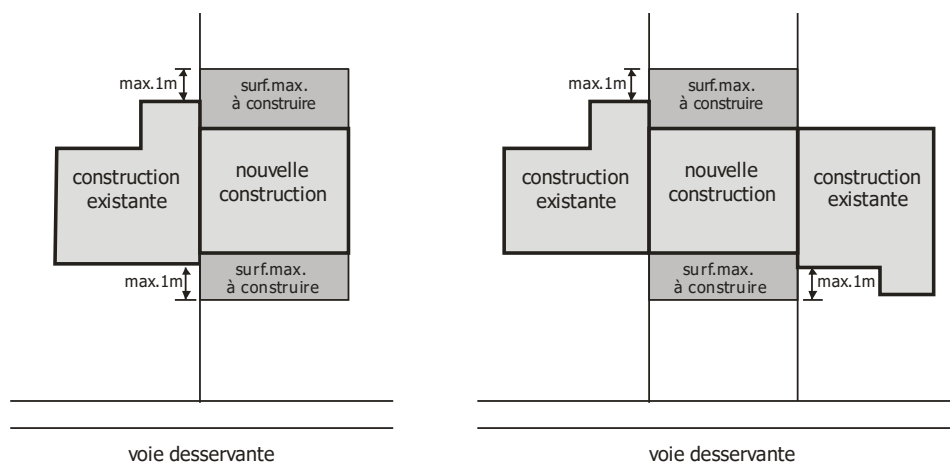 max.1m
surf.max.
à construire
construction
existante
nouvelle
construction
max.1m
surf.max.
à construire
voie desservante
max.1m
surf.max.
à construire
construction
existante
nouvelle
construction
construction
existante
surf.max.
à construire
max.1m
voie desservante